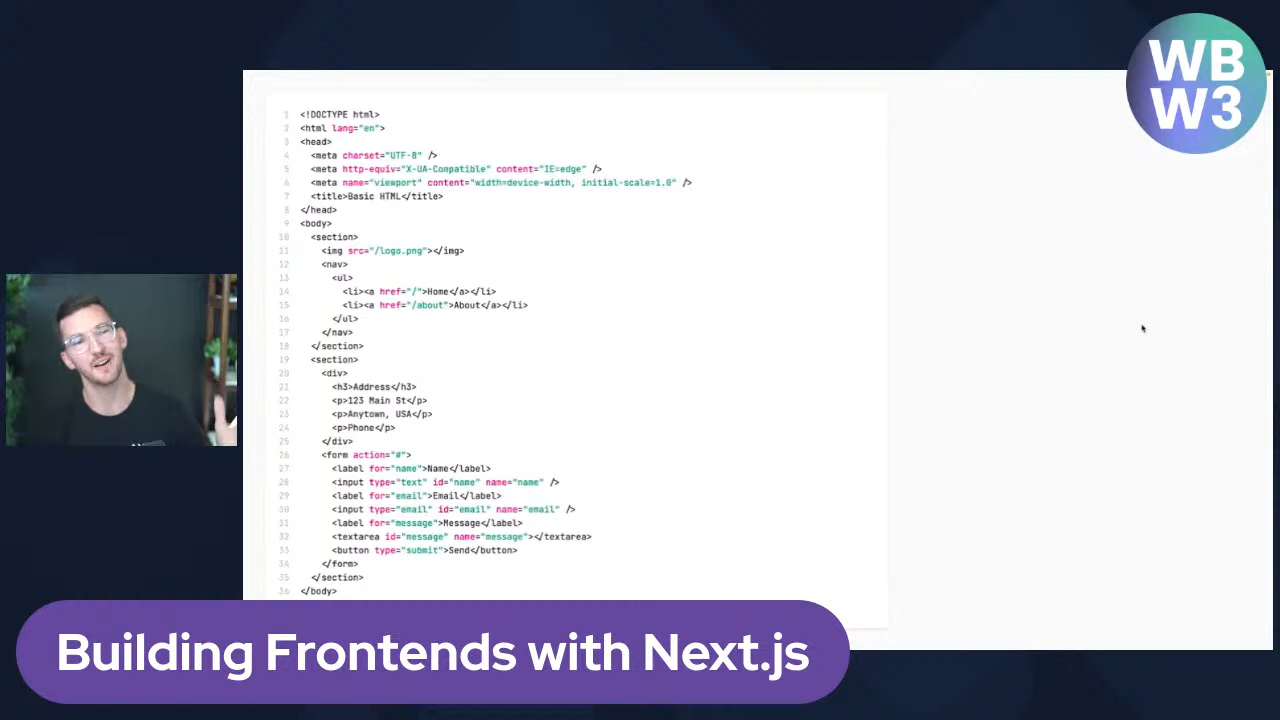 WB
W3
1 <!DOCTYPE html>
2 <html lang="en">
3 <head>
4 <meta charset="UTF-8" />
5 <meta http-equiv="X-UA-Compatible" content="IE=edge" />
6 <meta name="viewport" content="width=device-width, initial-scale=1.0" />
7 <title>Basic HTML</title>
8 </head>
9 <body>
10 <section>
11 <img src="/logo.png"></img>
12 <nav>
13 <ul>
14 <li><a href="/">Home</a></li>
15 <li><a href="/about">About</a></li>
16 </ul>
17 </nav>
18 </section>
19 <section>
20 <div>
21 <h3>Address</h3>
22 <p>123 Main St</p>
23 <p>Anytown, USA</p>
24 <p>Phone</p>
25 </div>
26 <form action="#">
27 <label for="name">Name</label>
28 <input type="text" id="name" name="name" />
29 <label for="email">Email</label>
30 <input type="email" id="email" name="email" />
31 <label for="message">Message</label>
32 <textarea id="message" name="message"></textarea>
33 <button type="submit">Send</button>
34 </form>
35 </section>
36 </body>
Building Frontends with Next.js